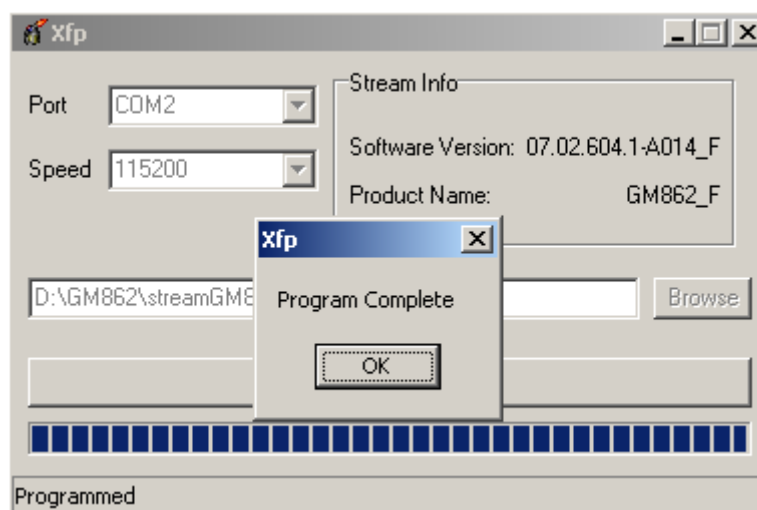 Xfp
Stream Info
Port COM2
Software Version: 07.02.604.1-A014_F
Speed 115200
Product Name: GM862_F
Xfp
D:\GM862\streamGM8
Browse
Program Complete
OK
Programmed